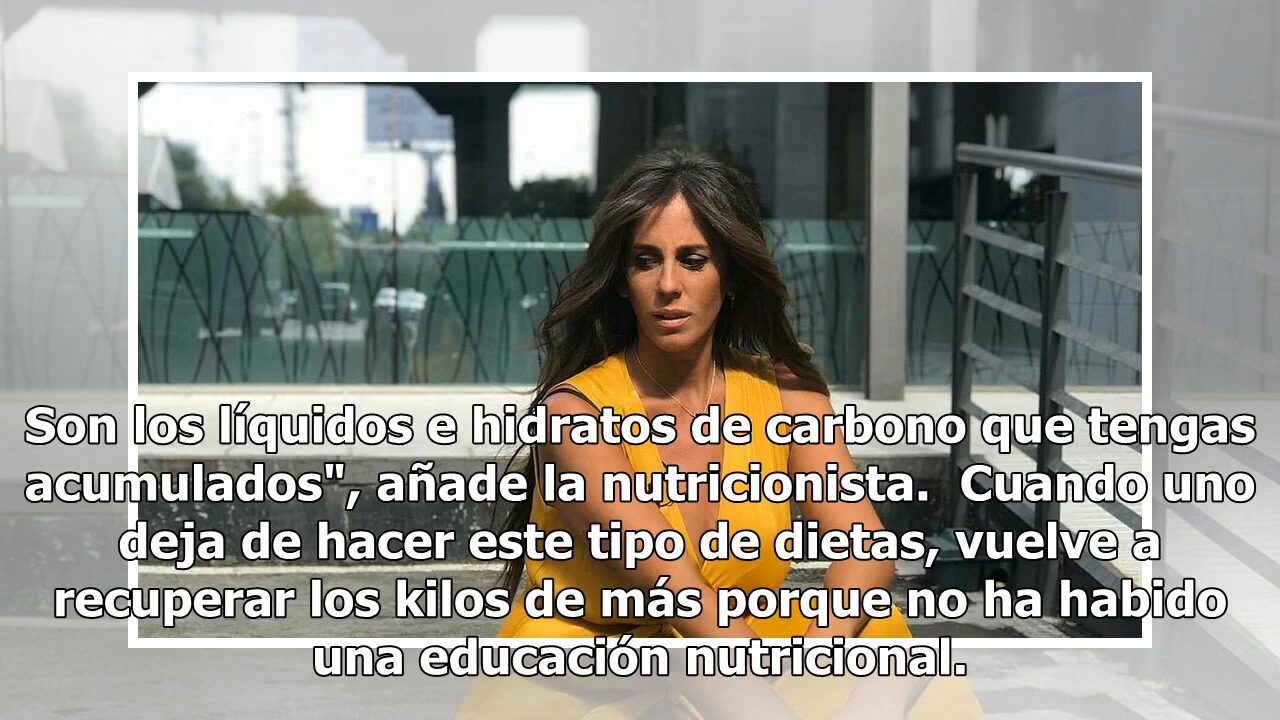 Son los líquidos e hidratos de carbono que tengas
acumulados", añade la nutricionista.  Cuando uno
deja de hacer este tipo de dietas, vuelve a
recuperar los kilos de más porque no ha habido
una educación nutricional.